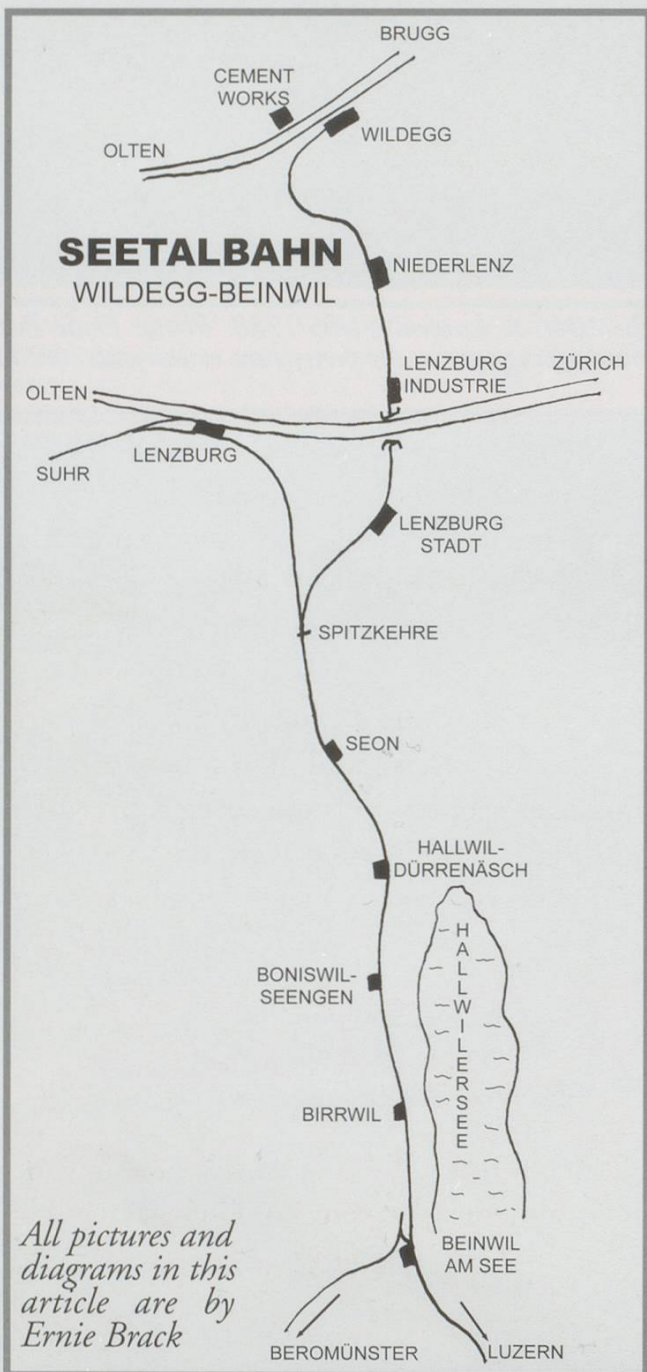 BRUGG
CEMENT
WORKS
WILDEGG
OLTEN
SEETALBAHN
WILDEGG-BEINWIL
NIEDERLENZ
LENZBURG
INDUSTRIE
ZÜRICH
OLTEN
LENZBURG
SUHR
LENZBURG
STADT
SPITZKEHRE
SEON
HALLWIL-
DÜRRENÄSCH
HALLWILERSEE
BONISWIL-
SEENGEN
BIRRWIL
BEINWIL
AM SEE
All pictures and
diagrams in this
article are by
Ernie Brack
BEROMÜNSTER
LUZERN